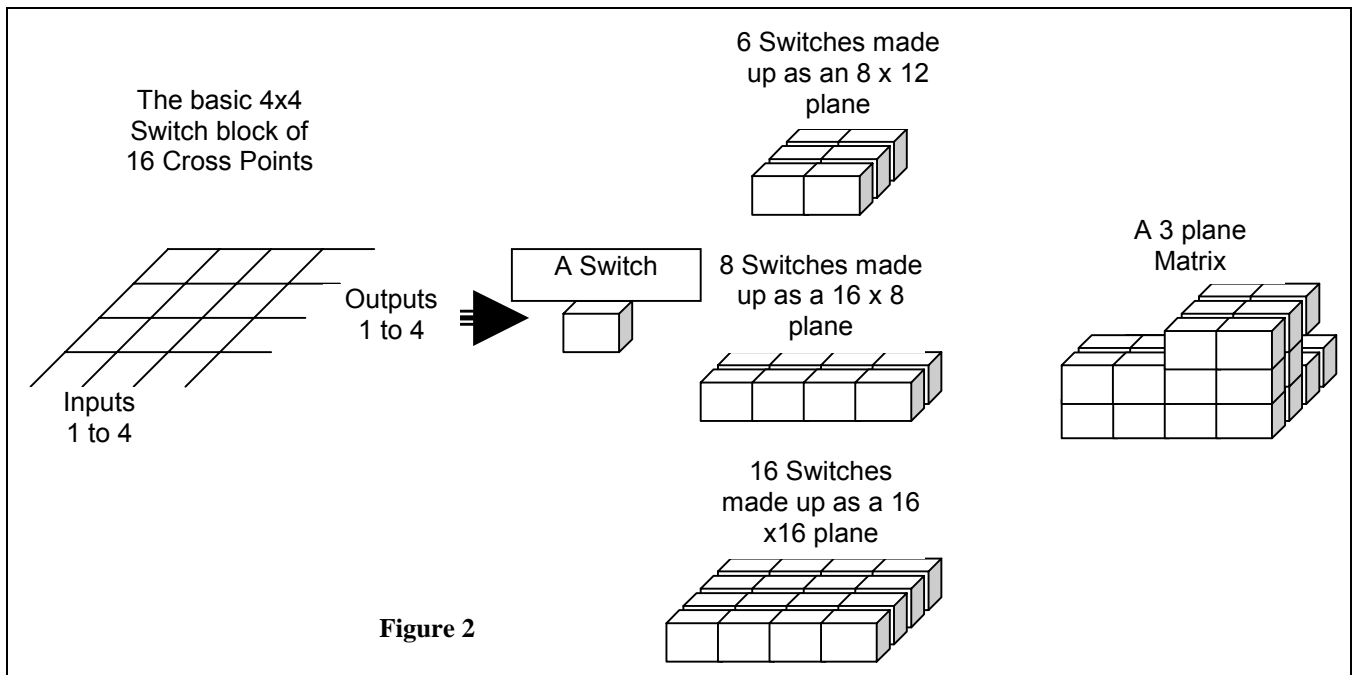 The basic 4x4
Switch block of
16 Cross Points
Inputs
1 to 4
Outputs
1 to 4
A Switch
6 Switches made
up as an 8 x 12
plane
8 Switches made
up as a 16 x 8
plane
16 Switches
made up as a 16
x16 plane
A 3 plane
Matrix
Figure 2